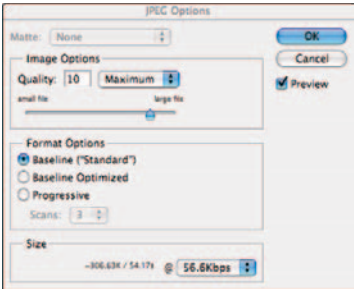 JPEG Options
Matte: None
OK
Image Options
Cancel
Quality: 10 Maximum
Preview
small file large file
Format Options
Baseline ("Standard")
Baseline Optimized
Progressive
Scans: 3
Size
~306.63K / 54.17s @ 56.6Kbps